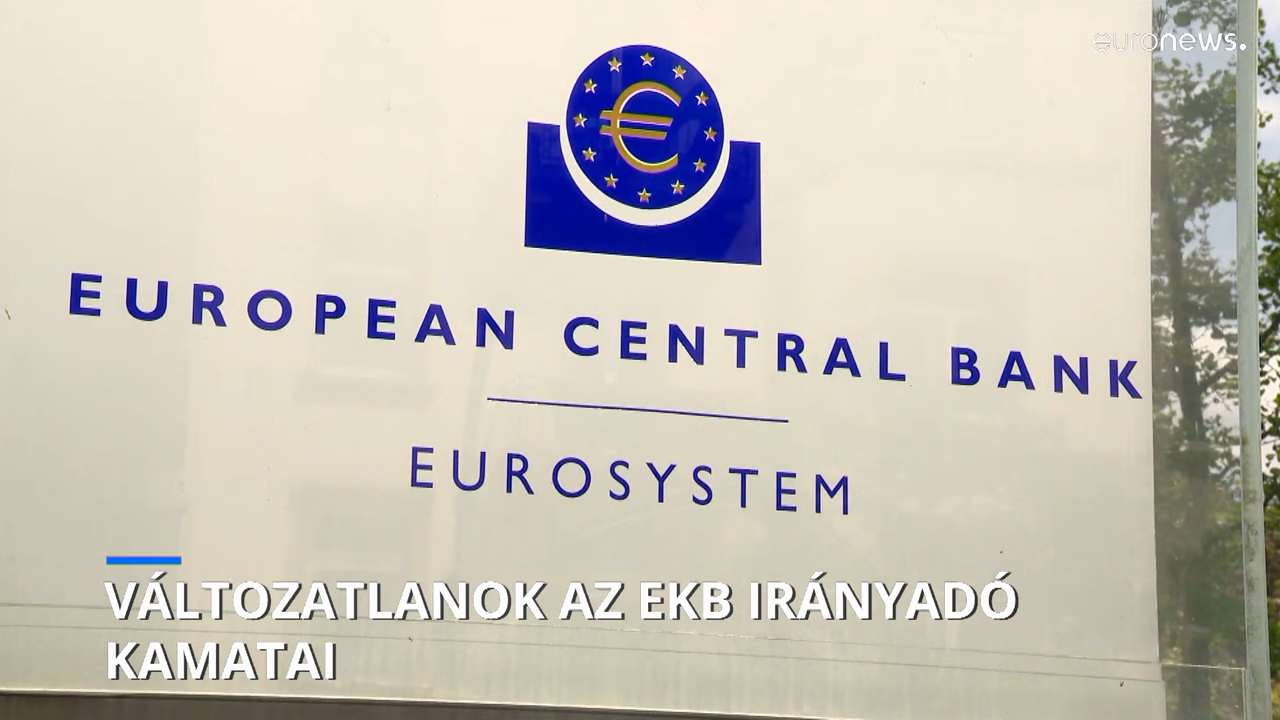 euronews.
€
EUROPEAN CENTRAL BANK
EUROSYSTEM
VÁLTOZATLANOK AZ EKB IRÁNYADÓ
KAMATAI